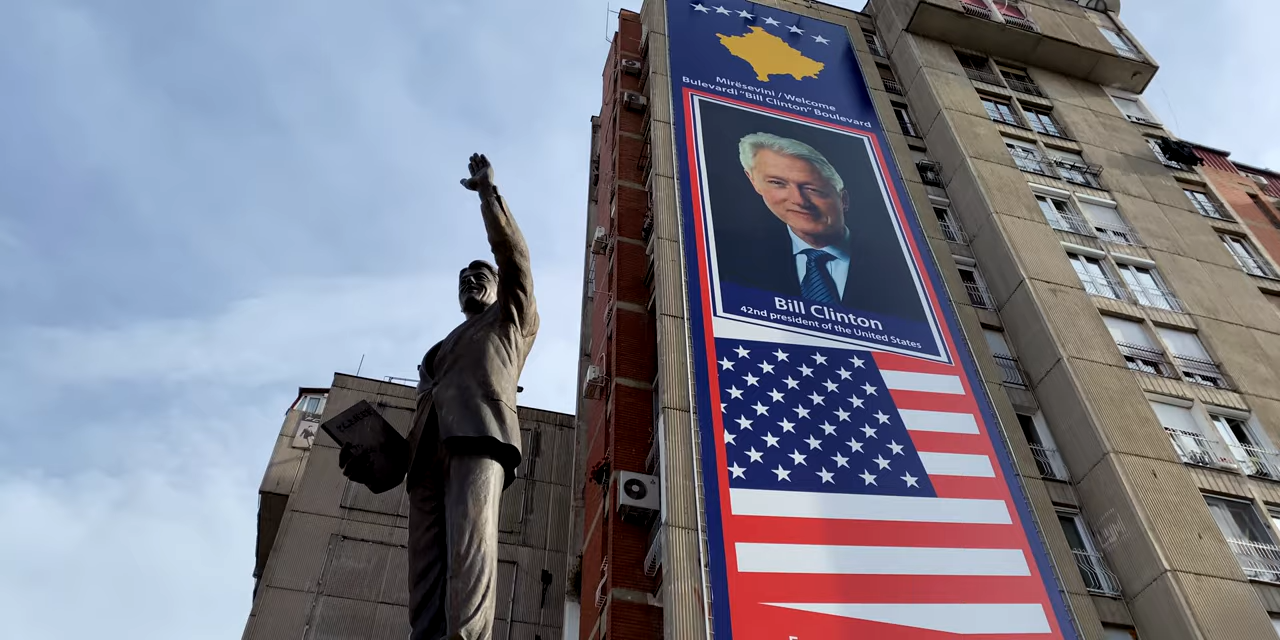 Mirësevini / Welcome
Bulevardi "Bill Clinton" Boulevard
Bill Clinton
42nd president of the United States